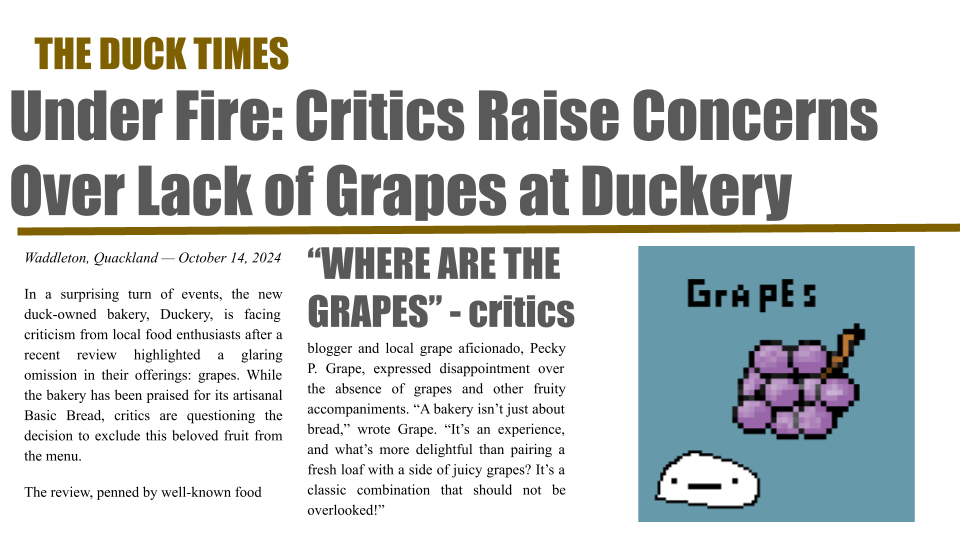 THE DUCK TIMES
Under Fire: Critics Raise Concerns
Over Lack of Grapes at Duckery
Waddleton, Quackland — October 14, 2024
In a surprising turn of events, the new
duck-owned bakery, Duckery, is facing
criticism from local food enthusiasts after a
recent review highlighted a glaring
omission in their offerings: grapes. While
the bakery has been praised for its artisanal
Basic Bread, critics are questioning the
decision to exclude this beloved fruit from
the menu.
The review, penned by well-known food
“WHERE ARE THE
GRAPES” - critics
blogger and local grape aficionado, Pecky
P. Grape, expressed disappointment over
the absence of grapes and other fruity
accompaniments. “A bakery isn’t just about
bread,” wrote Grape. “It’s an experience,
and what’s more delightful than pairing a
fresh loaf with a side of juicy grapes? It’s a
classic combination that should not be
overlooked!”
GrAPEs